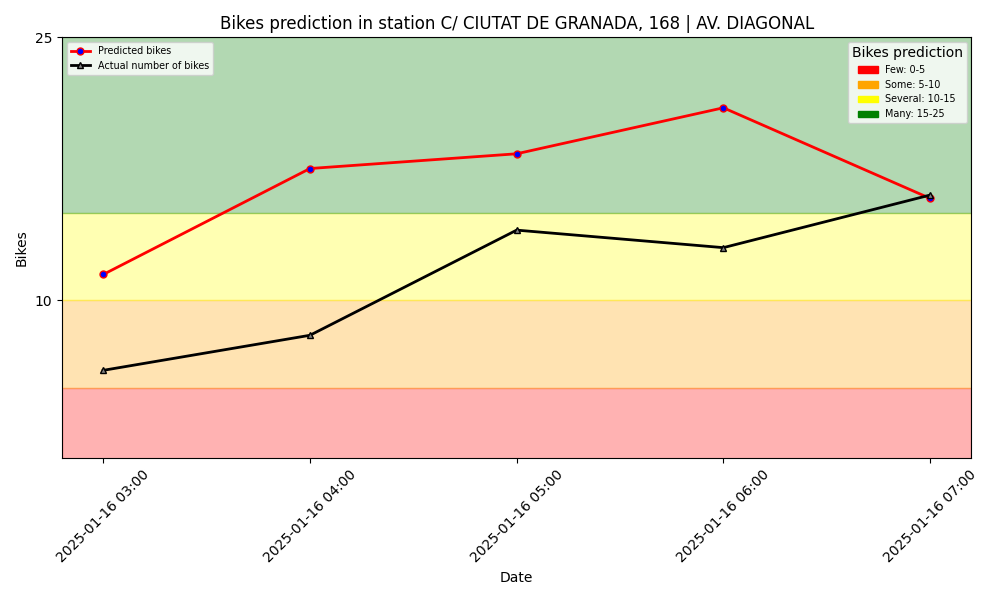 Bikes prediction in station C/ CIUTAT DE GRANADA, 168 | AV. DIAGONAL
Predicted bikes
Actual number of bikes
Bikes prediction
Few: 0-5
Some: 5-10
Several: 10-15
Many: 15-25
25
10
Bikes
2025-01-16 03:00
2025-01-16 04:00
2025-01-16 05:00
2025-01-16 06:00
2025-01-16 07:00
Date